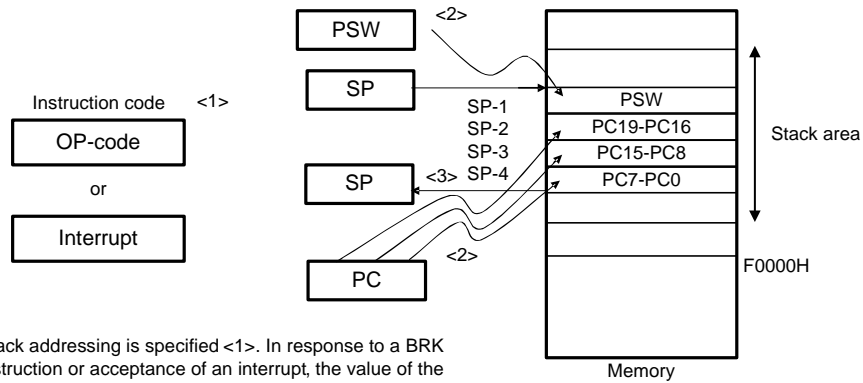 PSW
<2>
SP
Instruction code <1>
OP-code
or
Interrupt
SP-1
SP-2
SP-3
SP-4
PSW
PC19-PC16
PC15-PC8
PC7-PC0
Stack area
SP
<3>
<2>
PC
F0000H
Memory
ack addressing is specified <1>. In response to a BRK
struction or acceptance of an interrupt, the value of the